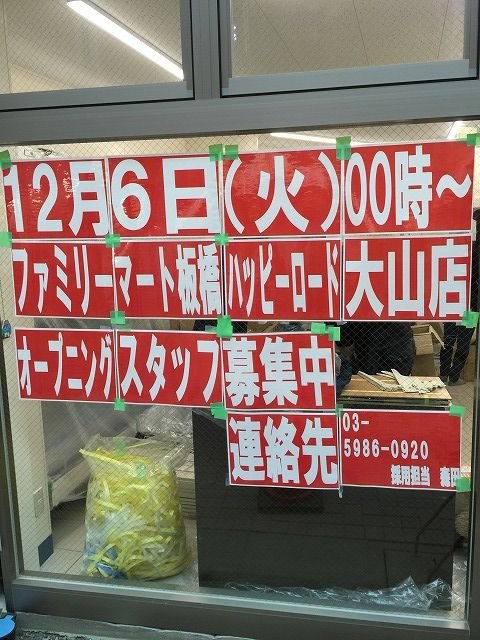 12月6日(火)00時～
ファミリーマート板橋ハッピーロード大山店
オープニングスタッフ募集中
連絡先
03-
5986-0920
採用担当 森田